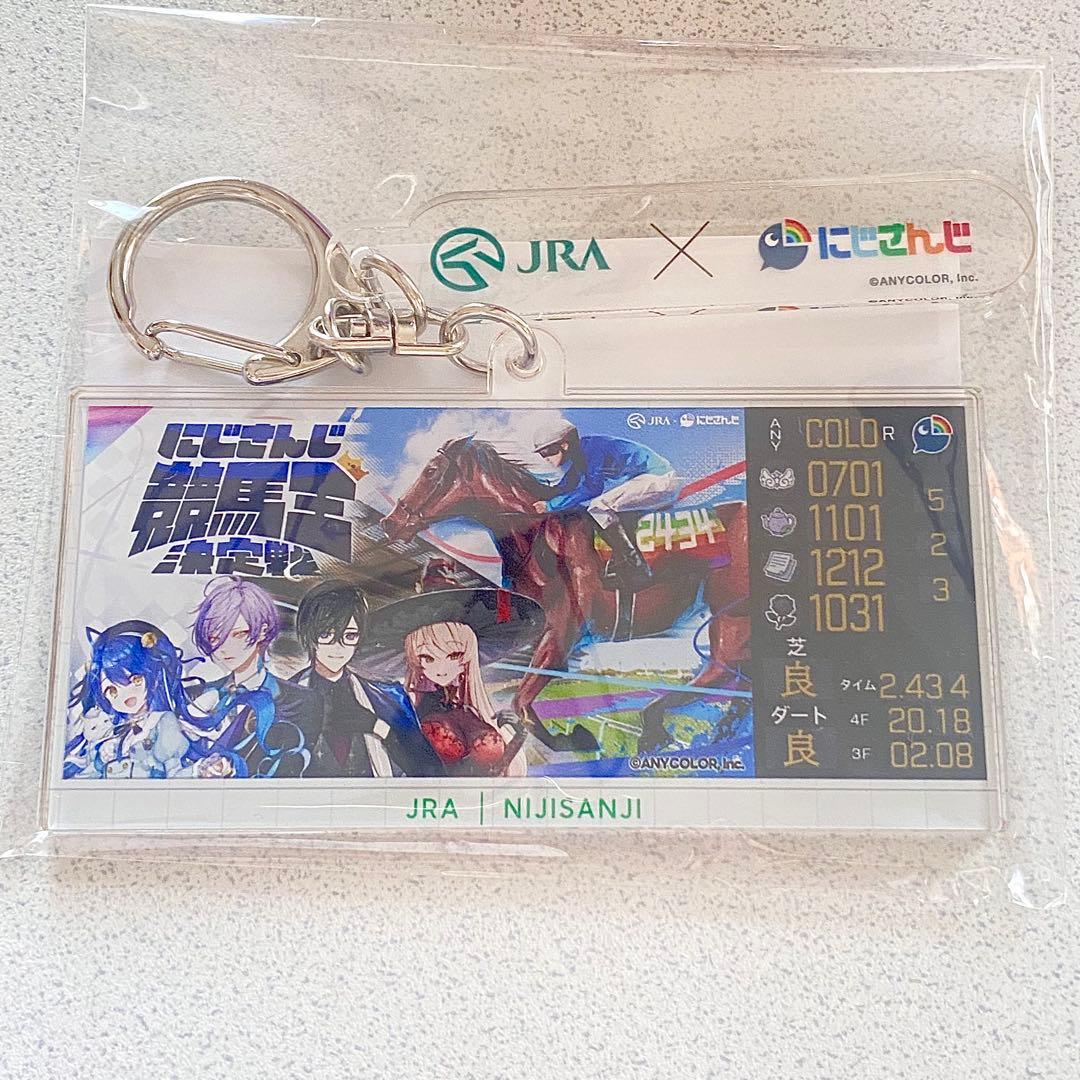 JRA × にじさんじ
©ANYCOLOR, Inc.
にじさんじ
競馬王
決定戦
JRA × にじさんじ
2434
©ANYCOLOR, Inc.
ANY COLOR
0701
1101
1212
1031
5
2
3
芝
良
ダート
良
タイム 2.43 4
4F 20.18
3F 02.08
JRA | NIJISANJI